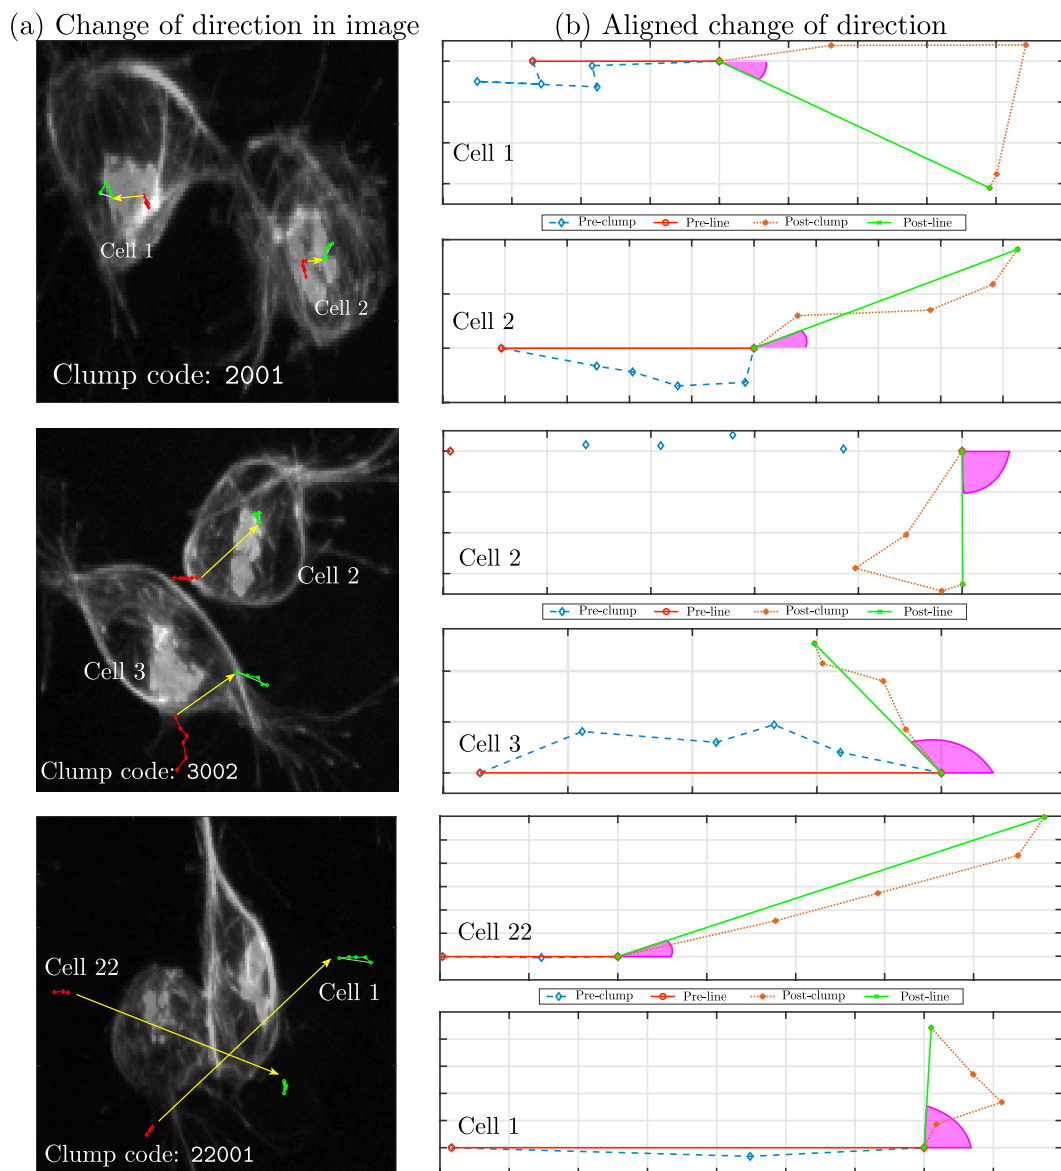 (a) Change of direction in image
(b) Aligned change of direction
Cell 1
Cell 2
Clump code: 2001
Cell 1
Pre-clump Pre-line Post-clump Post-line
Cell 2
Cell 2
Cell 3
Clump code: 3002
Cell 2
Pre-clump Pre-line Post-clump Post-line
Cell 3
Cell 22
Cell 1
Clump code: 22001
Cell 22
Pre-clump Pre-line Post-clump Post-line
Cell 1